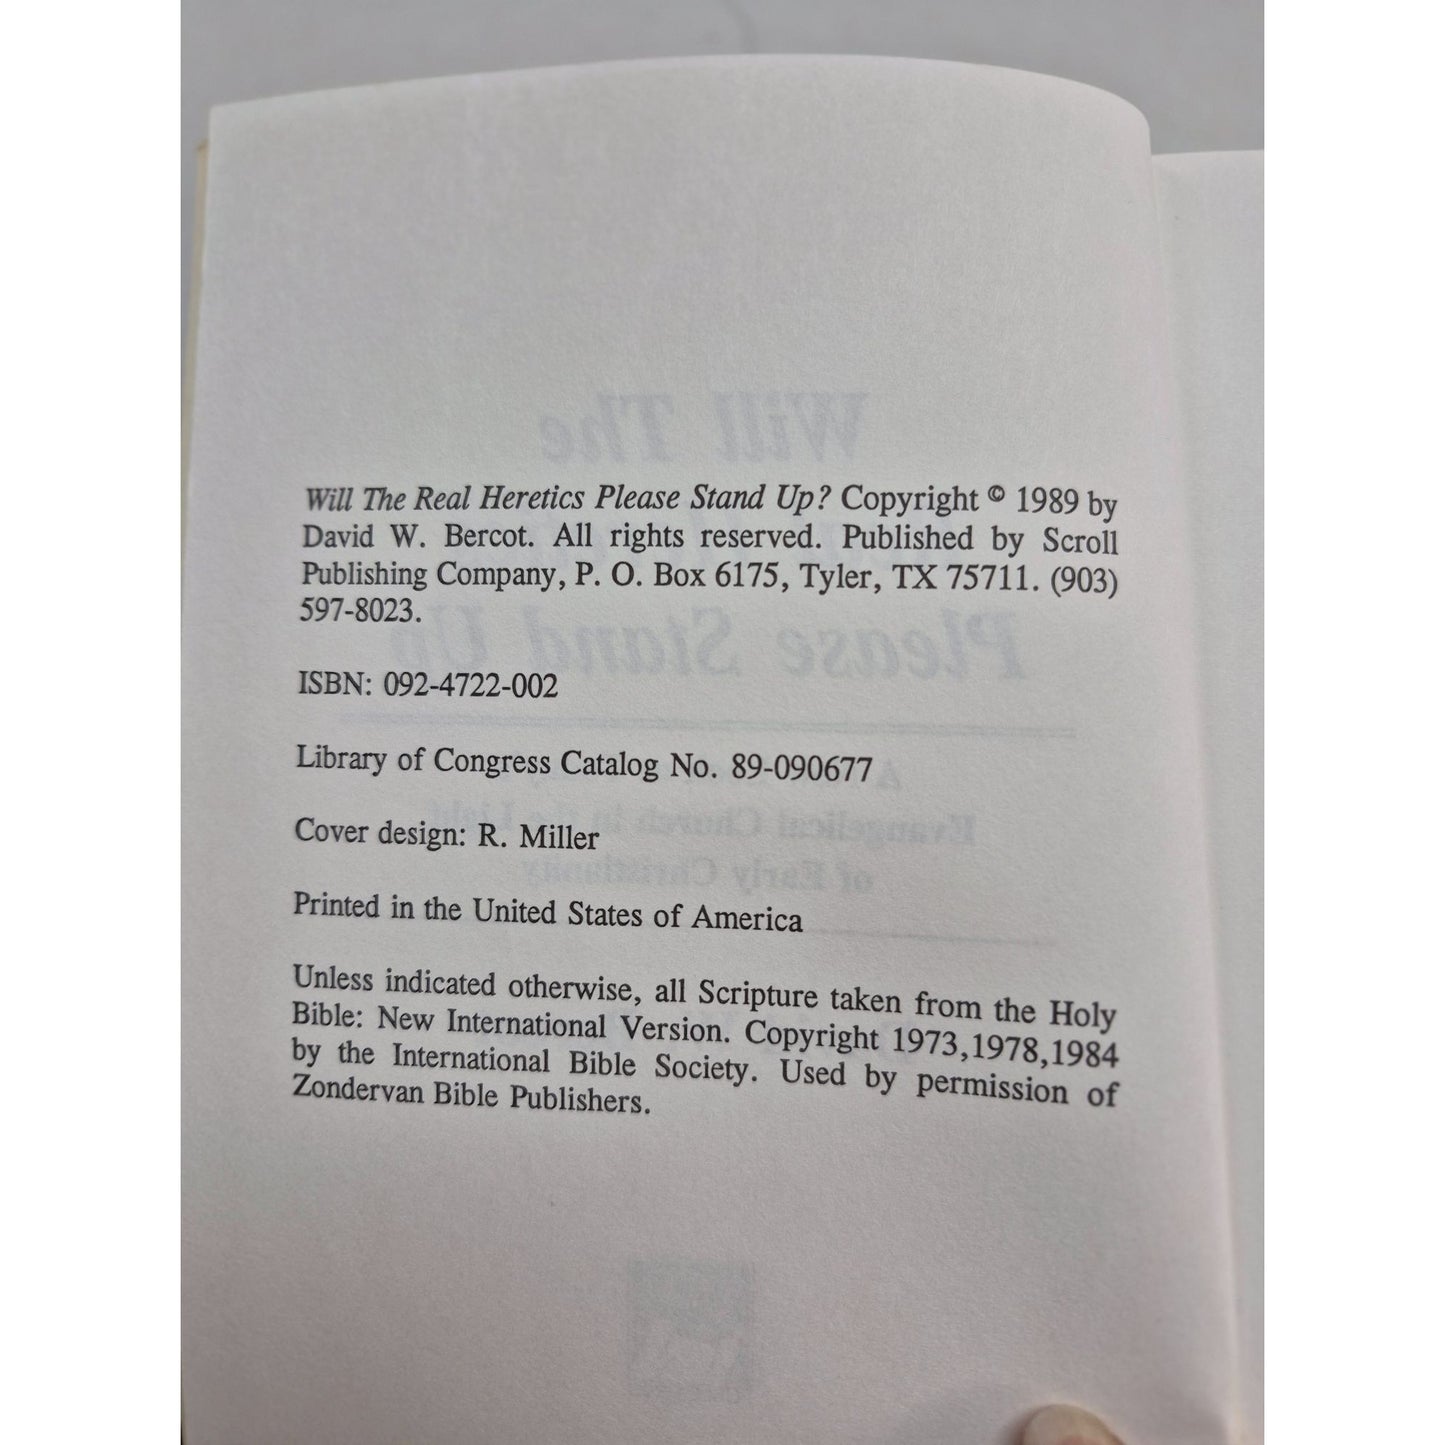 Will The Real Heretics Please Stand Up? Copyright © 1989 by
David W. Bercot. All rights reserved. Published by Scroll
Publishing Company, P. O. Box 6175, Tyler, TX 75711. (903)
597-8023.
ISBN: 092-4722-002
Library of Congress Catalog No. 89-090677
Cover design: R. Miller
Printed in the United States of America
Unless indicated otherwise, all Scripture taken from the Holy
Bible: New International Version. Copyright 1973,1978,1984
by the International Bible Society. Used by permission of
Zondervan Bible Publishers.